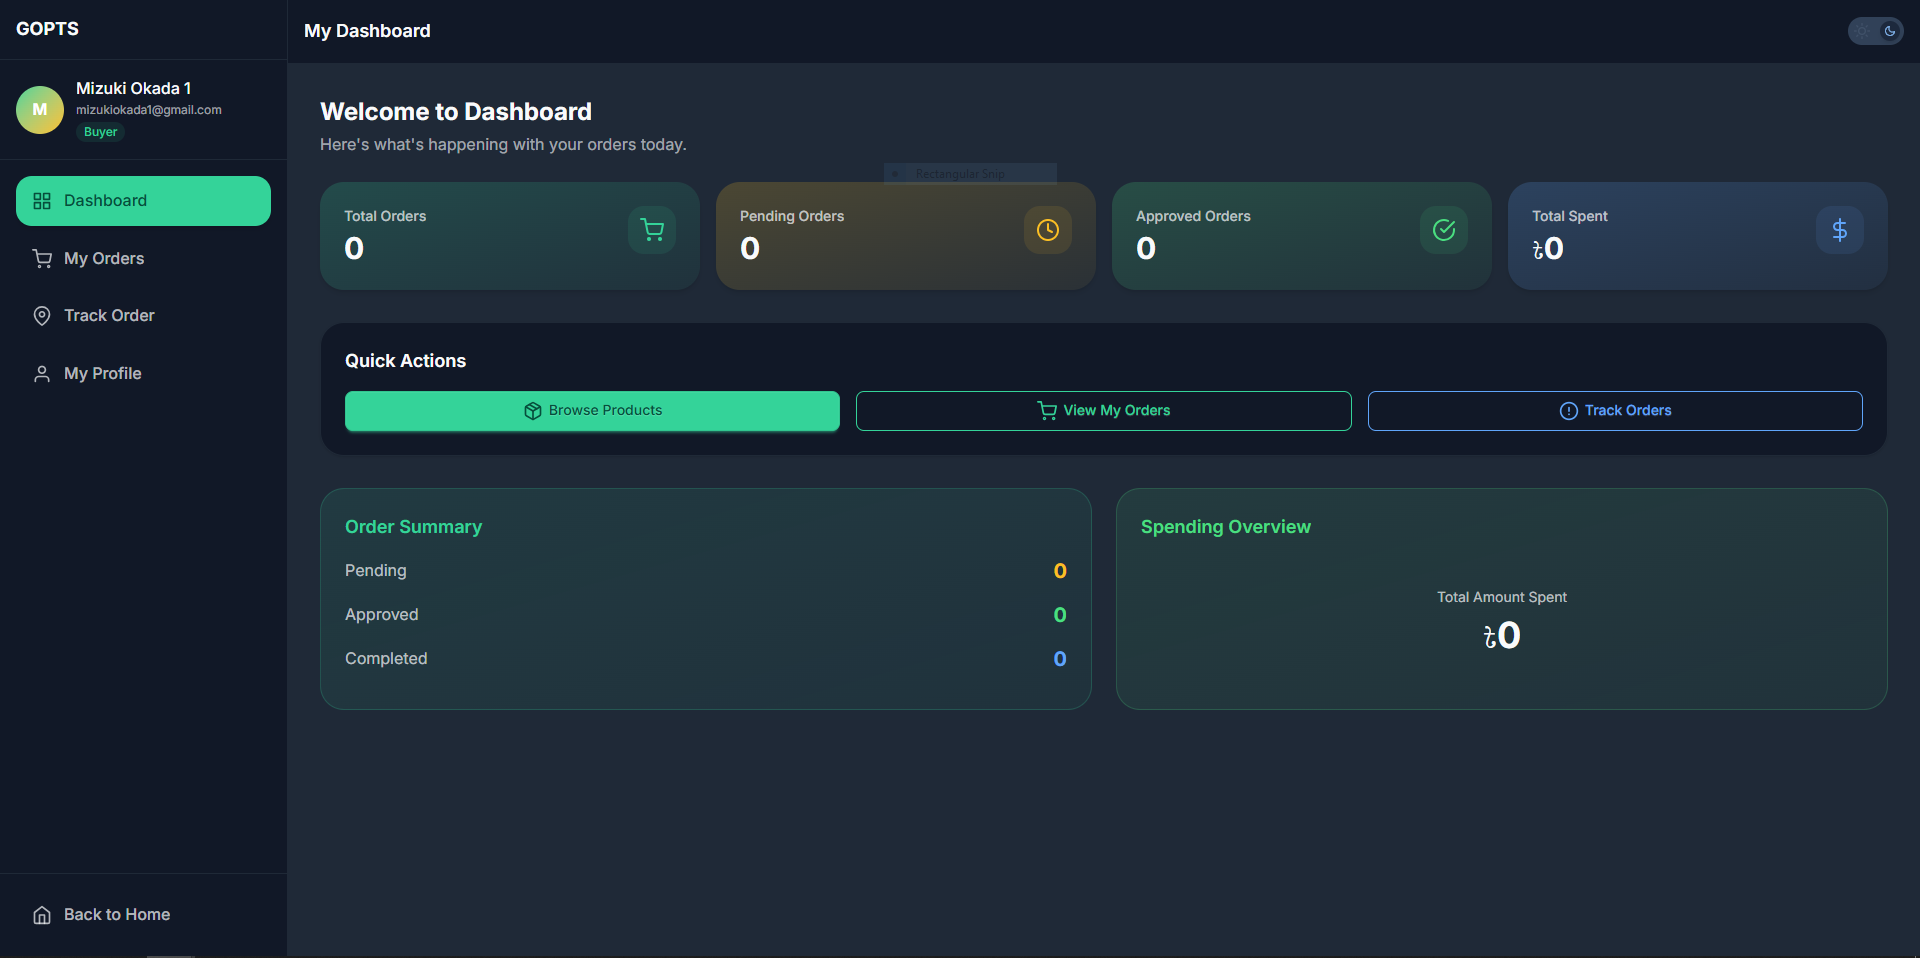 GOPTS
My Dashboard
M
Mizuki Okada 1
mizukiokada1@gmail.com
Buyer
Dashboard
My Orders
Track Order
My Profile
Back to Home
Welcome to Dashboard
Here's what's happening with your orders today.
Rectangular Snip
Total Orders
0
Pending Orders
0
Approved Orders
0
Total Spent
৳0
Quick Actions
Browse Products
View My Orders
Track Orders
Order Summary
Pending 0
Approved 0
Completed 0
Spending Overview
Total Amount Spent
৳0